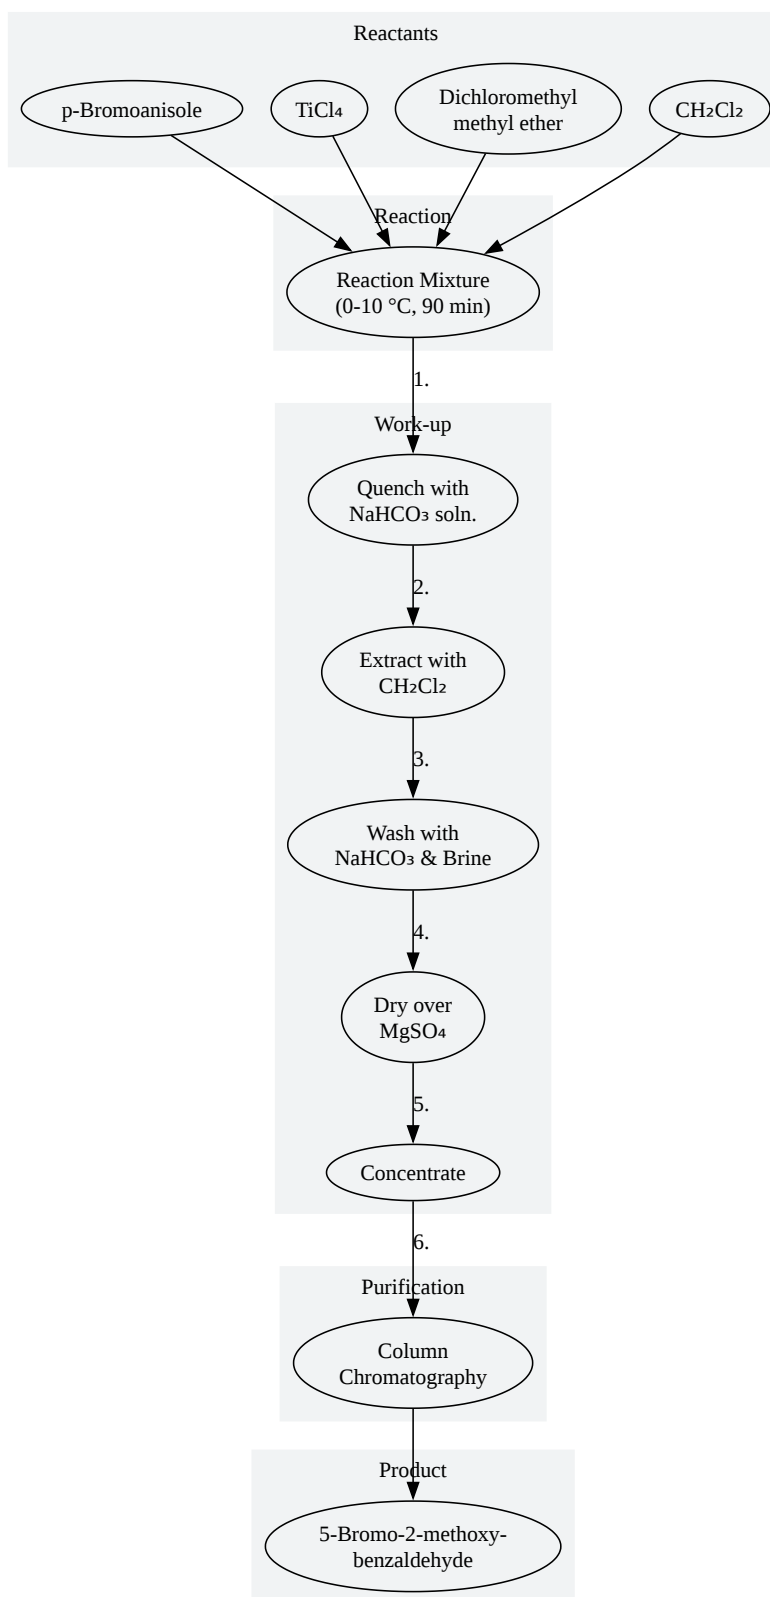 Reactants
p-Bromoanisole
TiCl₄
Dichloromethyl
methyl ether
CH₂Cl₂
Reaction
Reaction Mixture
(0-10 °C, 90 min)
1.
Work-up
Quench with
NaHCO₃ soln.
2.
Extract with
CH₂Cl₂
3.
Wash with
NaHCO₃ & Brine
4.
Dry over
MgSO₄
5.
Concentrate
6.
Purification
Column
Chromatography
Product
5-Bromo-2-methoxy-
benzaldehyde